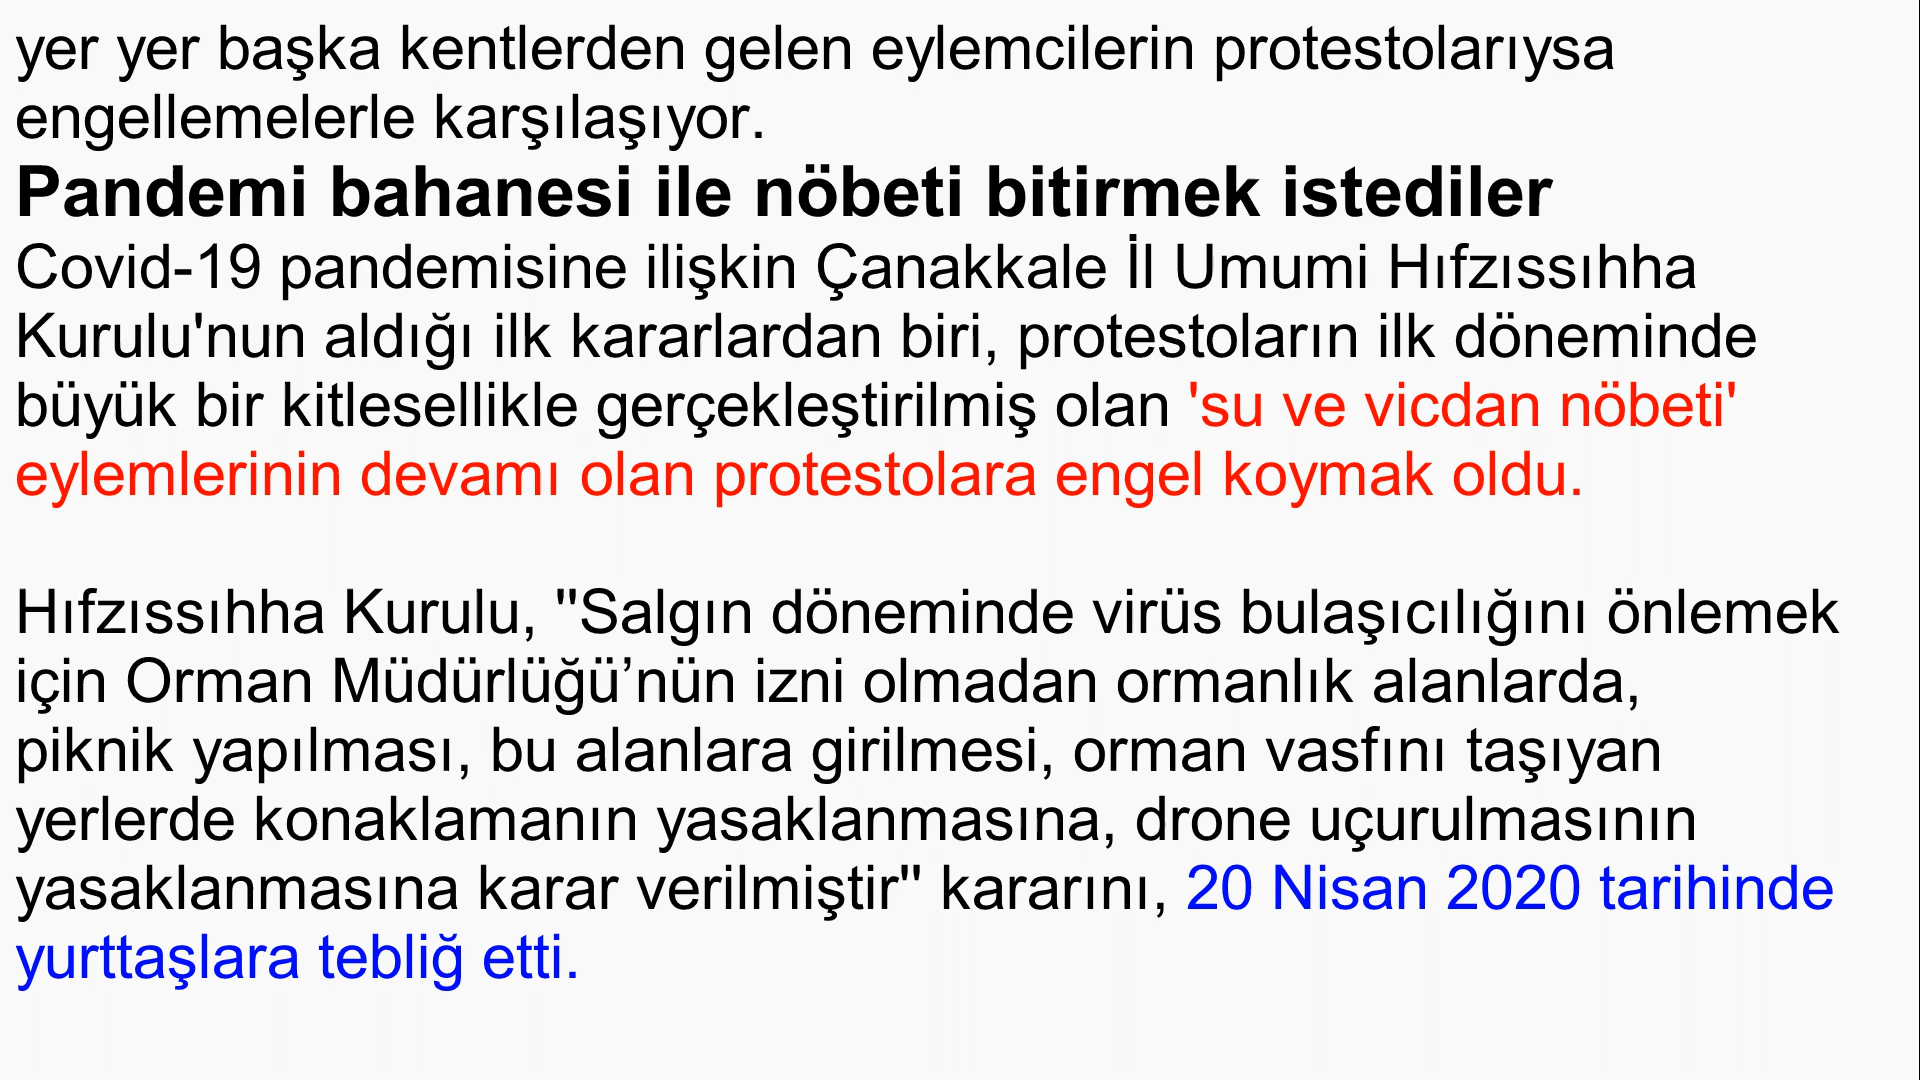 yer yer başka kentlerden gelen eylemcilerin protestolarıysa
engellemelerle karşılaşıyor.
Pandemi bahanesi ile nöbeti bitirmek istediler
Covid-19 pandemisine ilişkin Çanakkale İl Umumi Hıfzıssıhha
Kurulu'nun aldığı ilk kararlardan biri, protestoların ilk döneminde
büyük bir kitlesellikle gerçekleştirilmiş olan 'su ve vicdan nöbeti'
eylemlerinin devamı olan protestolara engel koymak oldu.
Hıfzıssıhha Kurulu, "Salgın döneminde virüs bulaşıcılığını önlemek
için Orman Müdürlüğü’nün izni olmadan ormanlık alanlarda,
piknik yapılması, bu alanlara girilmesi, orman vasfını taşıyan
yerlerde konaklamanın yasaklanmasına, drone uçurulmasının
yasaklanmasına karar verilmiştir" kararını, 20 Nisan 2020 tarihinde
yurttaşlara tebliğ etti.